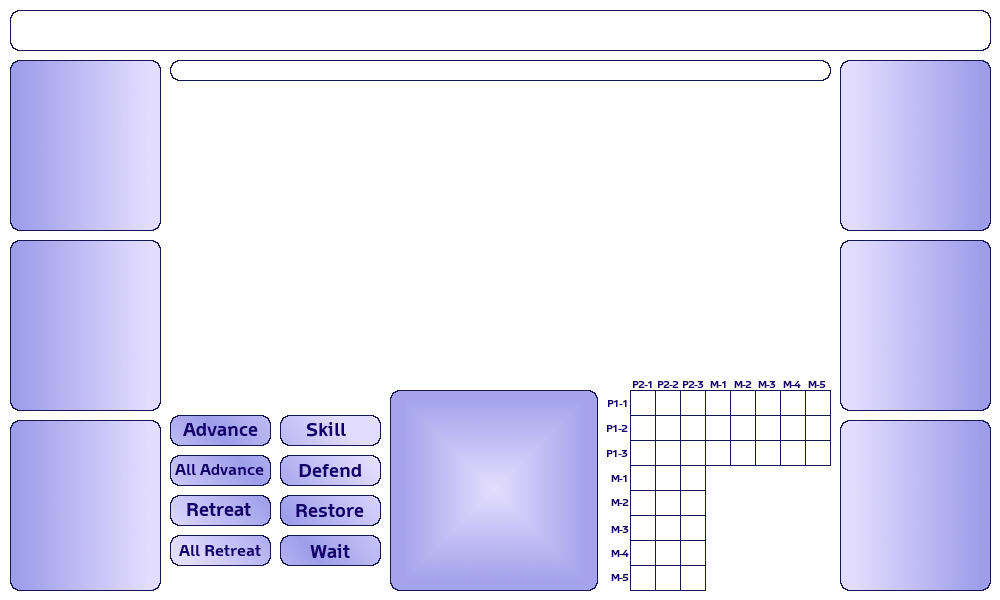 Advance
Skill
All Advance
Defend
Retreat
Restore
All Retreat
Wait
P2-1 P2-2 P2-3 M-1 M-2 M-3 M-4 M-5
P1-1
P1-2
P1-3
M-1
M-2
M-3
M-4
M-5